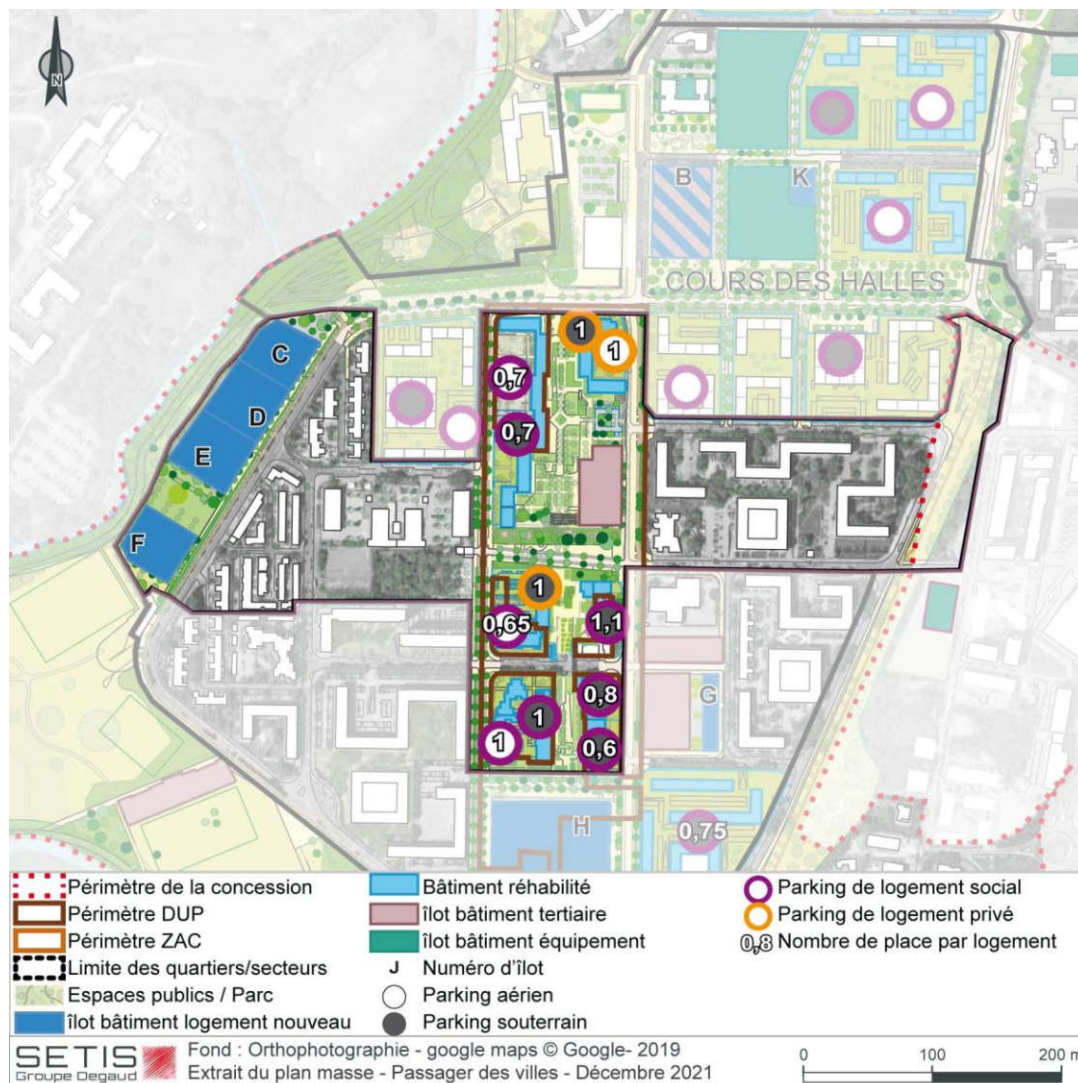 N
B
K
COURS DES HALLES
C
D
E
F
1
1
0,7
0,7
1
0,65
1,1
0,8
1
1
0,6
G
H
0,75
Périmètre de la concession
Périmètre DUP
Périmètre ZAC
Limite des quartiers/secteurs
Espaces publics / Parc
îlot bâtiment logement nouveau
Bâtiment réhabilité
îlot bâtiment tertiaire
îlot bâtiment équipement
J Numéro d'îlot
Parking aérien
Parking souterrain
Parking de logement social
Parking de logement privé
0,8 Nombre de place par logement
SETIS
Groupe Degaud
Fond : Orthophotographie - google maps © Google- 2019
Extrait du plan masse - Passager des villes - Décembre 2021
0 100 200 m